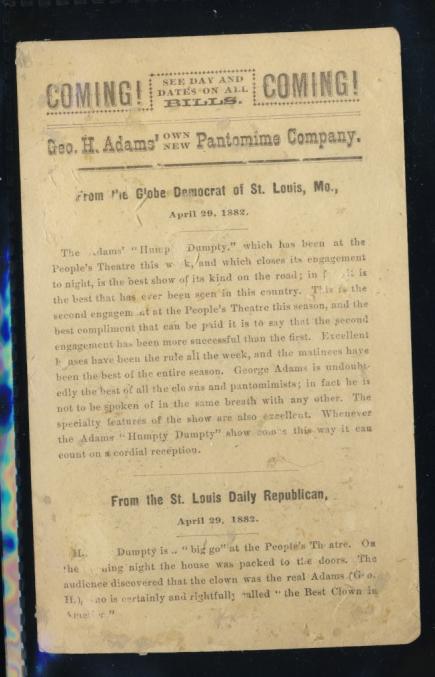 COMING! SEE DAY AND DATES ON ALL BILLS. COMING!
Geo. H. Adams' OWN NEW Pantomime Company.
From the Globe Democrat of St. Louis, Mo.,
April 29, 1882.
The Adams' "Hump Dumpty," which has been at the
People's Theatre this w k, and which closes its engagement
to night, is the best show of its kind on the road; in is
the best that has ever been seen in this country. This is the
second engagem nt at the People's Theatre this season, and the
best compliment that can be paid it is to say that the second
engagement has been more successful than the first. Excellent
h uses have been the rule all the week, and the matinees have
been the best of the entire season. George Adams is undoubt-
edly the best of all the clowns and pantomimists; in fact he is
not to be spoken of in the same breath with any other. The
specialty features of the show are also excellent. Whenever
the Adams "Humpty Dumpty" show comes this way it can
count on a cordial reception.
From the St. Louis Daily Republican,
April 29, 1882.
H. Dumpty is a "big go" at the People's Theatre. On
the ning night the house was packed to the doors. The
audience discovered that the clown was the real Adams (Geo.
H.), who is certainly and rightfully called "the Best Clown in
America."